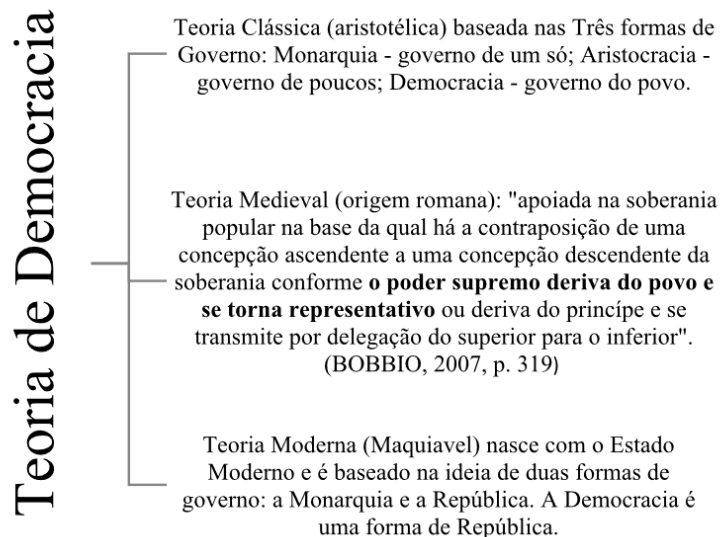 Teoria de Democracia
Teoria Clássica (aristotélica) baseada nas Três formas de
Governo: Monarquia - governo de um só; Aristocracia -
governo de poucos; Democracia - governo do povo.
Teoria Medieval (origem romana): "apoiada na soberania
popular na base da qual há a contraposição de uma
concepção ascendente a uma concepção descendente da
soberania conforme o poder supremo deriva do povo e
se torna representativo ou deriva do princípe e se
transmite por delegação do superior para o inferior".
(BOBBIO, 2007, p. 319)
Teoria Moderna (Maquiavel) nasce com o Estado
Moderno e é baseado na ideia de duas formas de
governo: a Monarquia e a República. A Democracia é
uma forma de República.